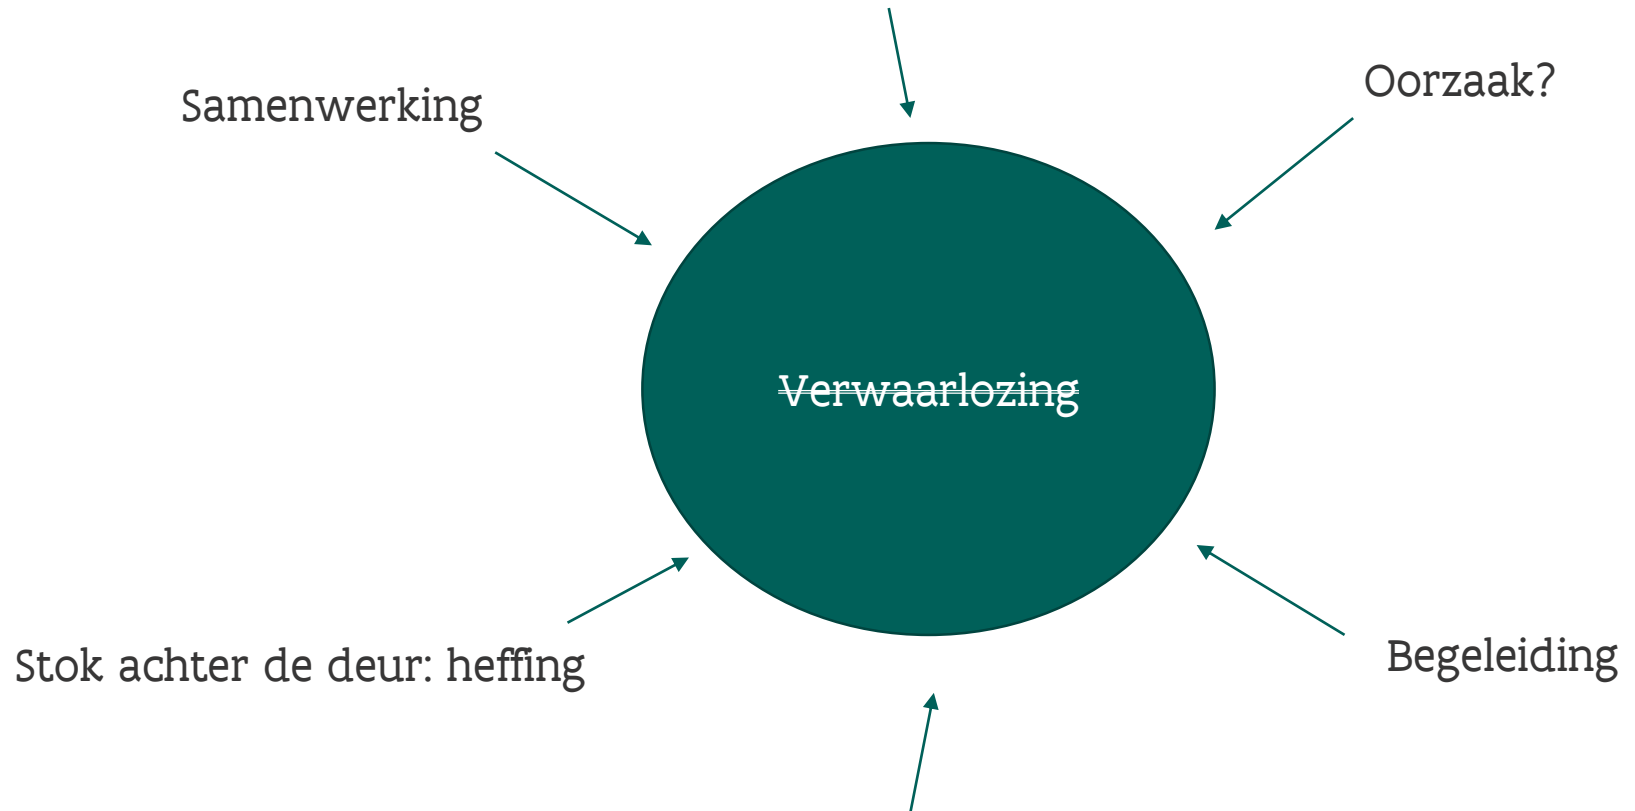 Oorzaak?
Samenwerking
Verwaarlozing
Begeleiding
Stok achter de deur: heffing